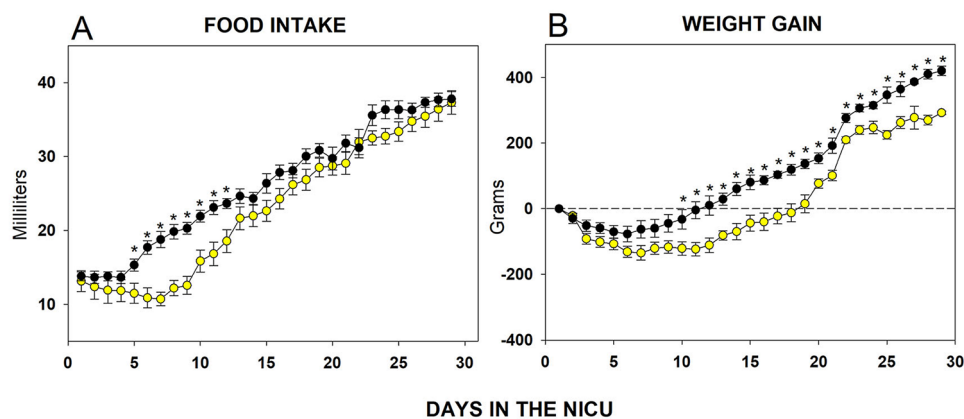 A FOOD INTAKE
B WEIGHT GAIN
Milliliters
40
30
20
10
0 5 10 15 20 25 30
Grams
400
200
0
-200
-400
0 5 10 15 20 25 30
* * * * * * * *
* * * * * * * * * * * * * * * * * * * *
DAYS IN THE NICU